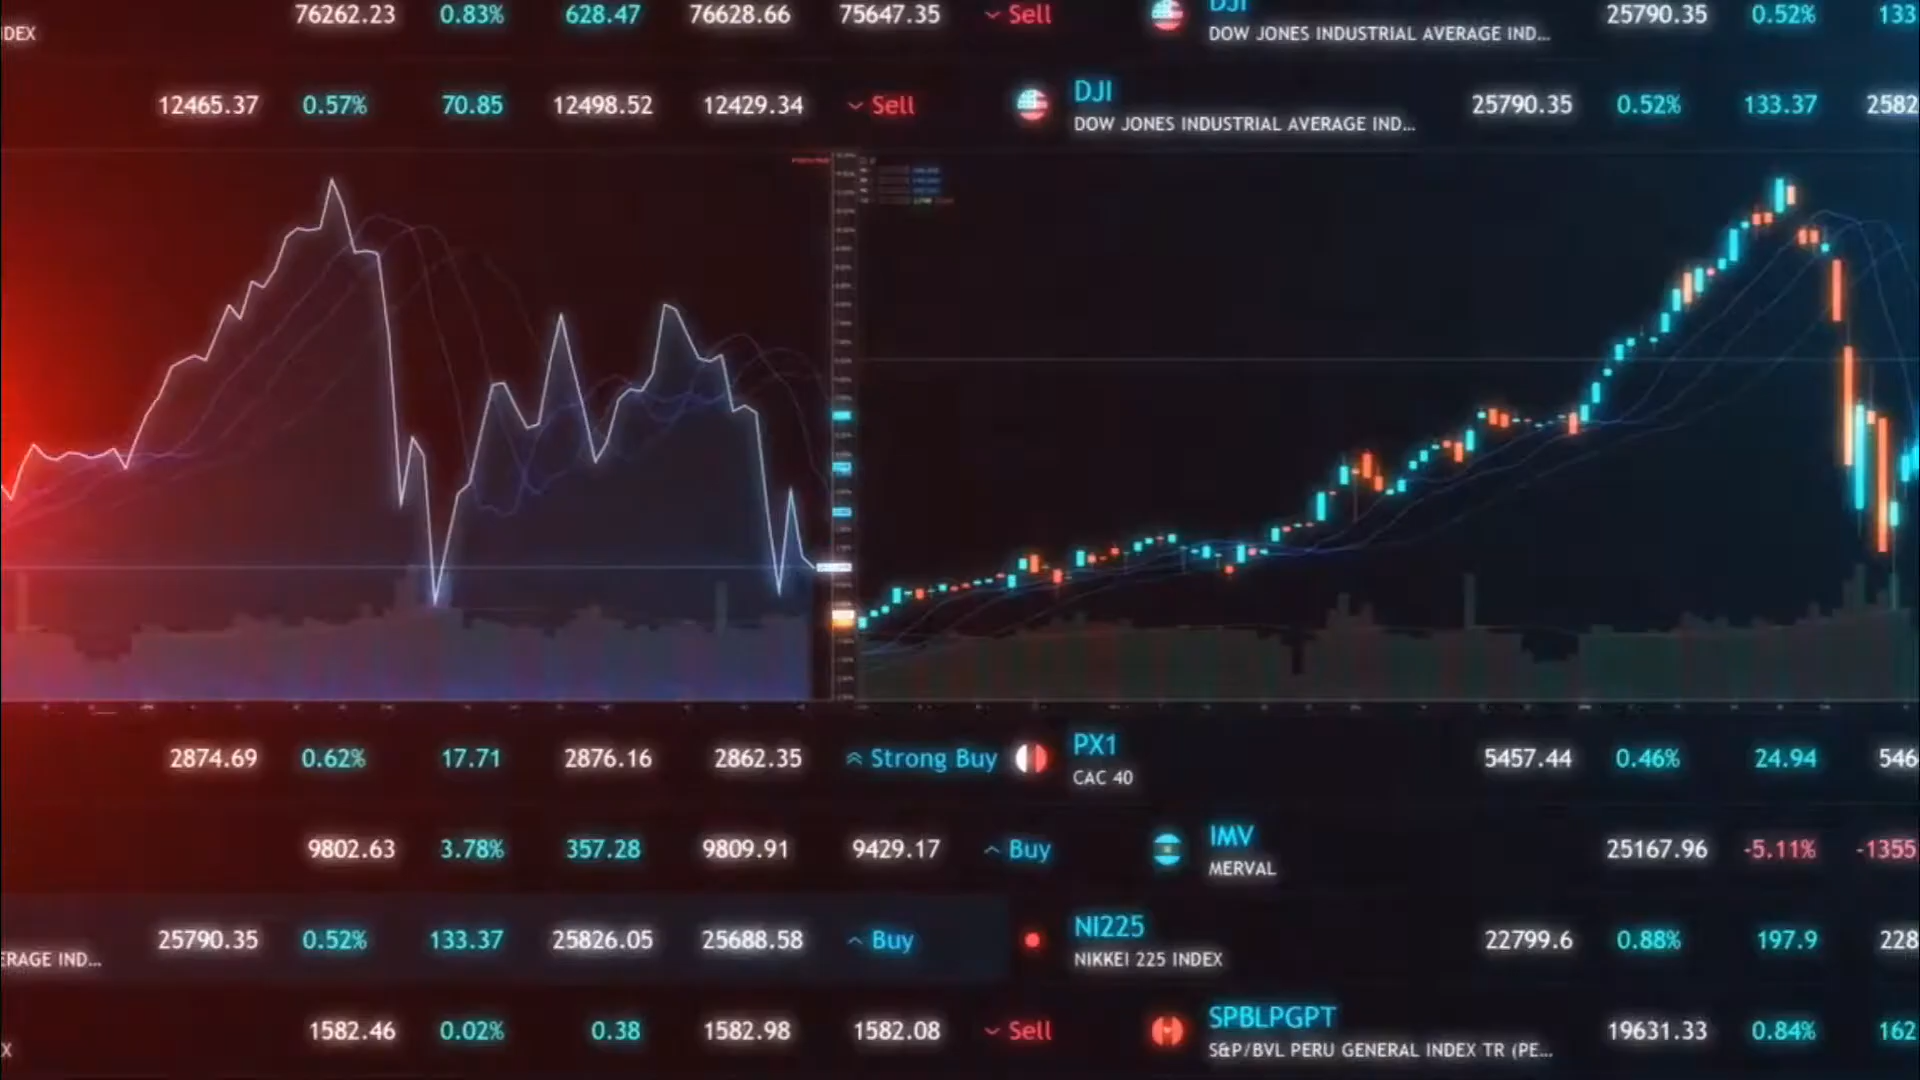 76262.23 0.83% 628.47 76628.66 75647.35 Sell DJI 25790.35 0.52% 133
DEX DOW JONES INDUSTRIAL AVERAGE IND...
12465.37 0.57% 70.85 12498.52 12429.34 Sell DJI 25790.35 0.52% 133.37 2582
DOW JONES INDUSTRIAL AVERAGE IND...
2874.69 0.62% 17.71 2876.16 2862.35 Strong Buy PX1 5457.44 0.46% 24.94 546
CAC 40
9802.63 3.78% 357.28 9809.91 9429.17 Buy IMV 25167.96 -5.11% -1355
MERVAL
25790.35 0.52% 133.37 25826.05 25688.58 Buy NI225 22799.6 0.88% 197.9 228
ERAGE IND... NIKKEI 225 INDEX
1582.46 0.02% 0.38 1582.98 1582.08 Sell SPBLPGPT 19631.33 0.84% 162
X S&P/BVL PERU GENERAL INDEX TR (PE...